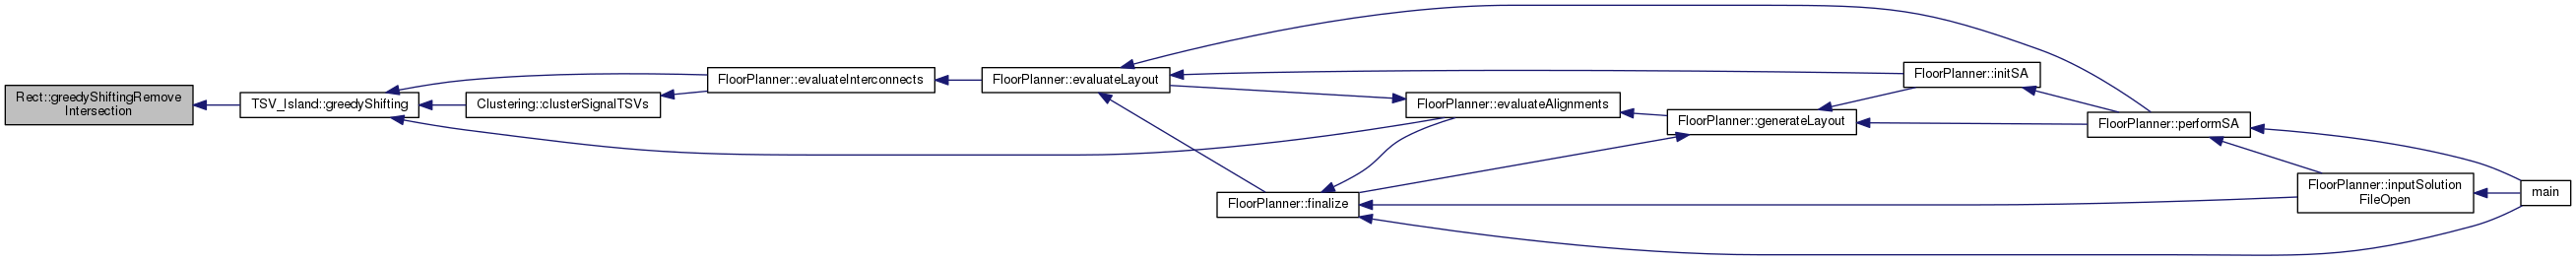 Rect::greedyShiftingRemove
Intersection
TSV_Island::greedyShifting
Clustering::clusterSignalTSVs
FloorPlanner::evaluateInterconnects
FloorPlanner::evaluateLayout
FloorPlanner::evaluateAlignments
FloorPlanner::finalize
FloorPlanner::generateLayout
FloorPlanner::initSA
FloorPlanner::performSA
FloorPlanner::inputSolution
FileOpen
main